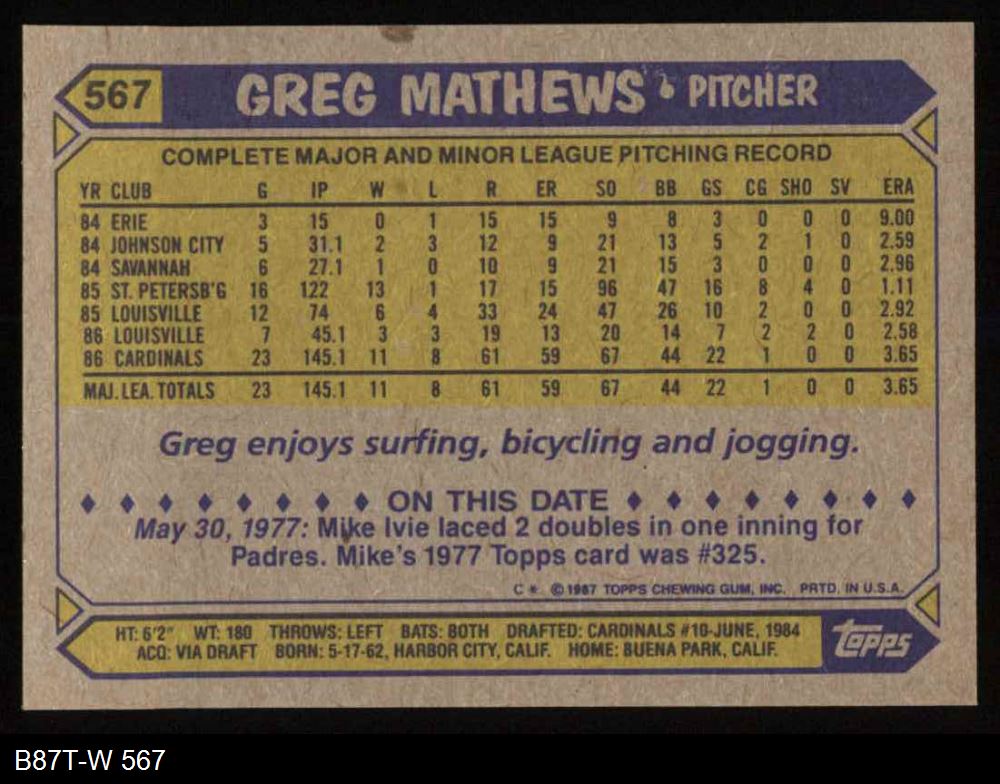 567 GREG MATHEWS • PITCHER
COMPLETE MAJOR AND MINOR LEAGUE PITCHING RECORD
YR CLUB G IP W L R ER SO BB GS CG SHO SV ERA
84 ERIE 3 15 0 1 15 15 9 8 3 0 0 0 9.00
84 JOHNSON CITY 5 31.1 2 3 12 9 21 13 5 2 1 0 2.59
84 SAVANNAH 6 27.1 1 0 10 9 21 15 3 0 0 0 2.96
85 ST. PETERSB'G 16 122 13 1 17 15 96 47 16 8 4 0 1.11
85 LOUISVILLE 12 74 6 4 33 24 47 26 10 2 0 0 2.92
86 LOUISVILLE 7 45.1 3 3 19 13 20 14 7 2 2 0 2.58
86 CARDINALS 23 145.1 11 8 61 59 67 44 22 1 0 0 3.65
MAJ. LEA. TOTALS 23 145.1 11 8 61 59 67 44 22 1 0 0 3.65
Greg enjoys surfing, bicycling and jogging.
ON THIS DATE
May 30, 1977: Mike Ivie laced 2 doubles in one inning for
Padres. Mike's 1977 Topps card was #325.
C * © 1987 TOPPS CHEWING GUM, INC. PRTD. IN U.S.A.
HT: 6'2" WT: 180 THROWS: LEFT BATS: BOTH DRAFTED: CARDINALS #10-JUNE, 1984
ACQ: VIA DRAFT BORN: 5-17-62, HARBOR CITY, CALIF. HOME: BUENA PARK, CALIF.
topps
B87T-W 567